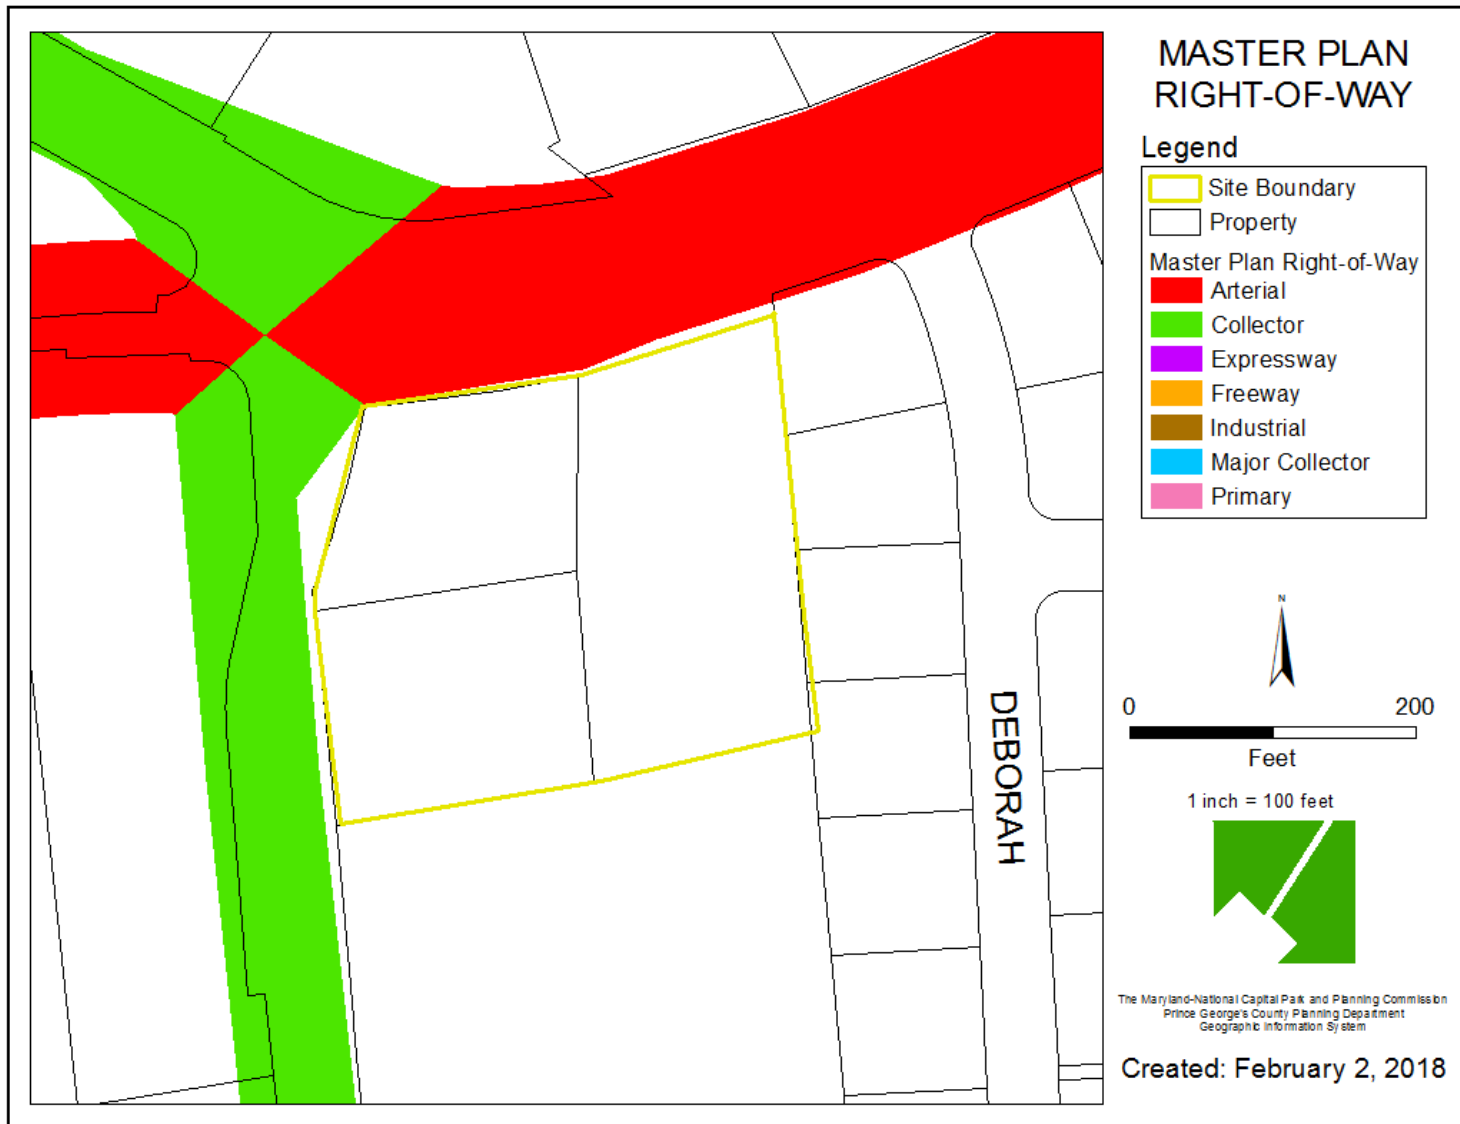 MASTER PLAN
RIGHT-OF-WAY
Legend
Site Boundary
Property
Master Plan Right-of-Way
Arterial
Collector
Expressway
Freeway
Industrial
Major Collector
Primary
N
0 200
Feet
1 inch = 100 feet
DEBORAH
The Maryland-National Capital Park and Planning Commission
Prince George's County Planning Department
Geographic Information System
Created: February 2, 2018